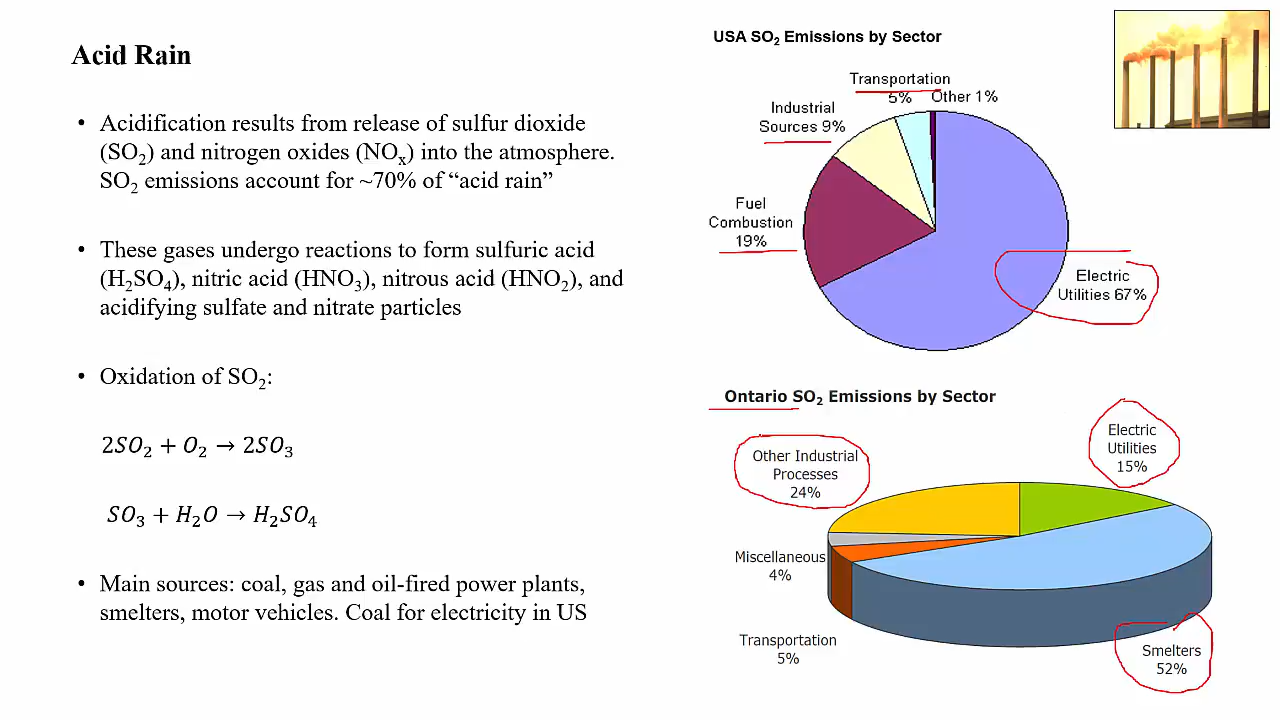 Acid Rain
• Acidification results from release of sulfur dioxide
(SO₂) and nitrogen oxides (NOₓ) into the atmosphere.
SO₂ emissions account for ~70% of “acid rain”
• These gases undergo reactions to form sulfuric acid
(H₂SO₄), nitric acid (HNO₃), nitrous acid (HNO₂), and
acidifying sulfate and nitrate particles
• Oxidation of SO₂:
2SO₂ + O₂ → 2SO₃
SO₃ + H₂O → H₂SO₄
• Main sources: coal, gas and oil-fired power plants,
smelters, motor vehicles. Coal for electricity in US
USA SO₂ Emissions by Sector
Transportation
5%
Other 1%
Industrial
Sources 9%
Fuel
Combustion
19%
Electric
Utilities 67%
Ontario SO₂ Emissions by Sector
Electric
Utilities
15%
Other Industrial
Processes
24%
Miscellaneous
4%
Transportation
5%
Smelters
52%